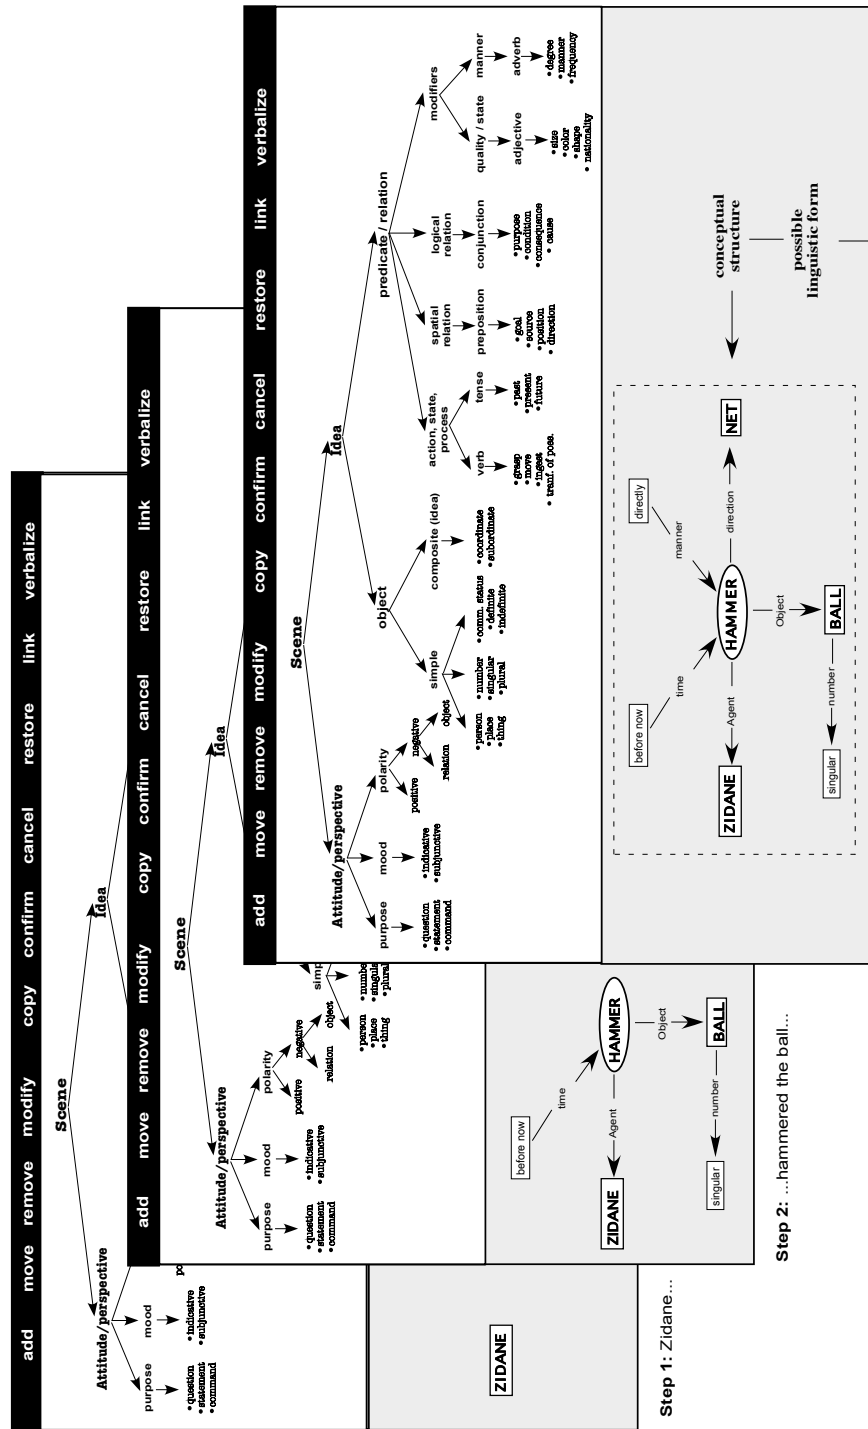 add move remove modify copy confirm cancel restore link verbalize
Scene
Attitude/perspective
Idea
purpose
mood
• question
• statement
• command
• indicative
• subjunctive
ZIDANE
Step 1: Zidane...
add move remove modify copy confirm cancel restore link verbalize
Scene
Attitude/perspective
Idea
purpose
mood
polarity
• question
• statement
• command
• indicative
• subjunctive
positive
negative
relation
object
• person
• place
• thing
before now
time
ZIDANE
Agent
HAMMER
Object
BALL
number
singular
Step 2: ...hammered the ball...
add move remove modify copy confirm cancel restore link verbalize
Scene
Attitude/perspective
Idea
purpose
mood
polarity
• question
• statement
• command
• indicative
• subjunctive
positive
negative
relation
object
object
predicate / relation
simple
composite (idea)
• person
• place
• thing
• number
• singular
• plural
• comm. status
• definite
• indefinite
• coordinate
• subordinate
action, state,
process
spatial
relation
logical
relation
modifiers
verb
tense
preposition
conjunction
quality / state
manner
adjective
adverb
• grasp
• move
• ingest
• tranf. of poss.
• past
• present
• future
• goal
• source
• position
• direction
• purpose
• condition
• consequence
• cause
• size
• color
• shape
• nationality
• degree
• manner
• frequency
before now
time
directly
manner
ZIDANE
Agent
HAMMER
direction
NET
Object
BALL
number
singular
conceptual
structure
possible
linguistic form